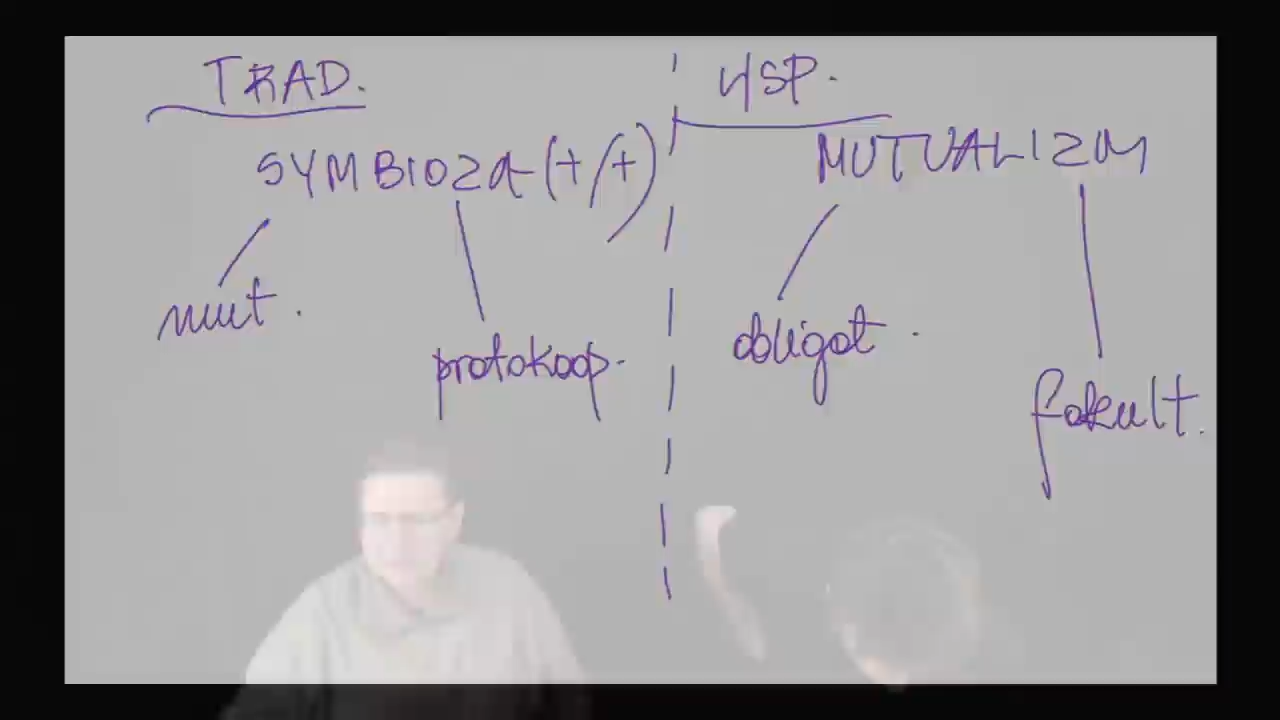 TRAD.
SYMBIOZA (+/+)
mut.
protokoop.
WSP.
MUTUALIZM
obligat.
fakult.